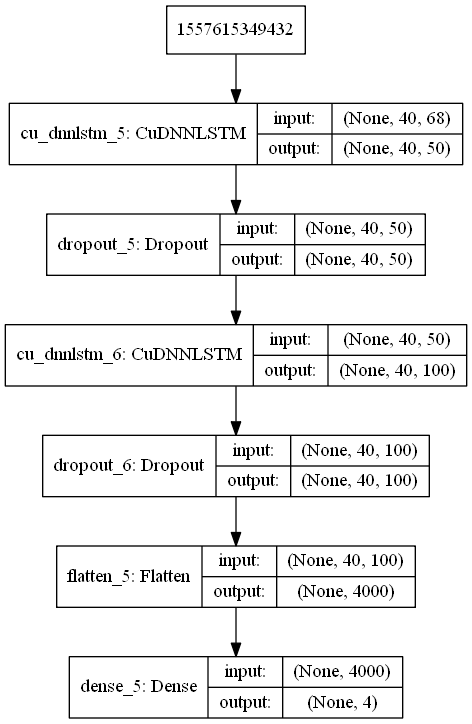 1557615349432
cu_dnnlstm_5: CuDNNLSTM
input: (None, 40, 68)
output: (None, 40, 50)
dropout_5: Dropout
input: (None, 40, 50)
output: (None, 40, 50)
cu_dnnlstm_6: CuDNNLSTM
input: (None, 40, 50)
output: (None, 40, 100)
dropout_6: Dropout
input: (None, 40, 100)
output: (None, 40, 100)
flatten_5: Flatten
input: (None, 40, 100)
output: (None, 4000)
dense_5: Dense
input: (None, 4000)
output: (None, 4)